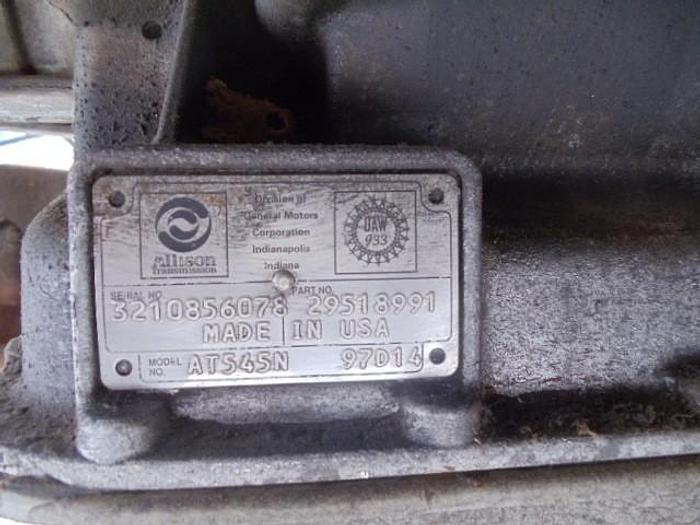 Allison
Transmission
Division of
General Motors
Corporation
Indianapolis
Indiana
UAW
933
SERIAL NO.
PART NO.
3210856078 29518991
MADE IN USA
MODEL NO. AT545N 97D14